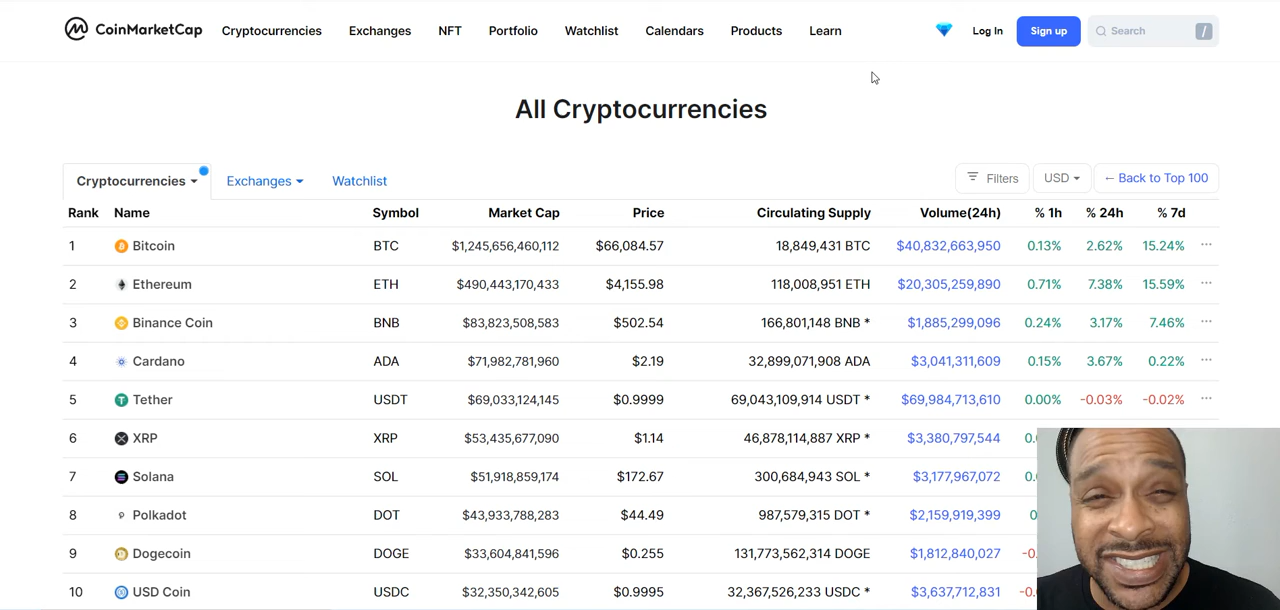 CoinMarketCap Cryptocurrencies Exchanges NFT Portfolio Watchlist Calendars Products Learn Log In Sign up Search /
All Cryptocurrencies
Cryptocurrencies Exchanges Watchlist Filters USD ← Back to Top 100
Rank Name Symbol Market Cap Price Circulating Supply Volume(24h) % 1h % 24h % 7d
1 Bitcoin BTC $1,245,656,460,112 $66,084.57 18,849,431 BTC $40,832,663,950 0.13% 2.62% 15.24% ...
2 Ethereum ETH $490,443,170,433 $4,155.98 118,008,951 ETH $20,305,259,890 0.71% 7.38% 15.59% ...
3 Binance Coin BNB $83,823,508,583 $502.54 166,801,148 BNB * $1,885,299,096 0.24% 3.17% 7.46% ...
4 Cardano ADA $71,982,781,960 $2.19 32,899,071,908 ADA $3,041,311,609 0.15% 3.67% 0.22% ...
5 Tether USDT $69,033,124,145 $0.9999 69,043,109,914 USDT * $69,984,713,610 0.00% -0.03% -0.02% ...
6 XRP XRP $53,435,677,090 $1.14 46,878,114,887 XRP * $3,380,797,544
7 Solana SOL $51,918,859,174 $172.67 300,684,943 SOL * $3,177,967,072
8 Polkadot DOT $43,933,788,283 $44.49 987,579,315 DOT * $2,159,919,399
9 Dogecoin DOGE $33,604,841,596 $0.255 131,773,562,314 DOGE $1,812,840,027
10 USD Coin USDC $32,350,342,605 $0.9995 32,367,526,233 USDC * $3,637,712,831